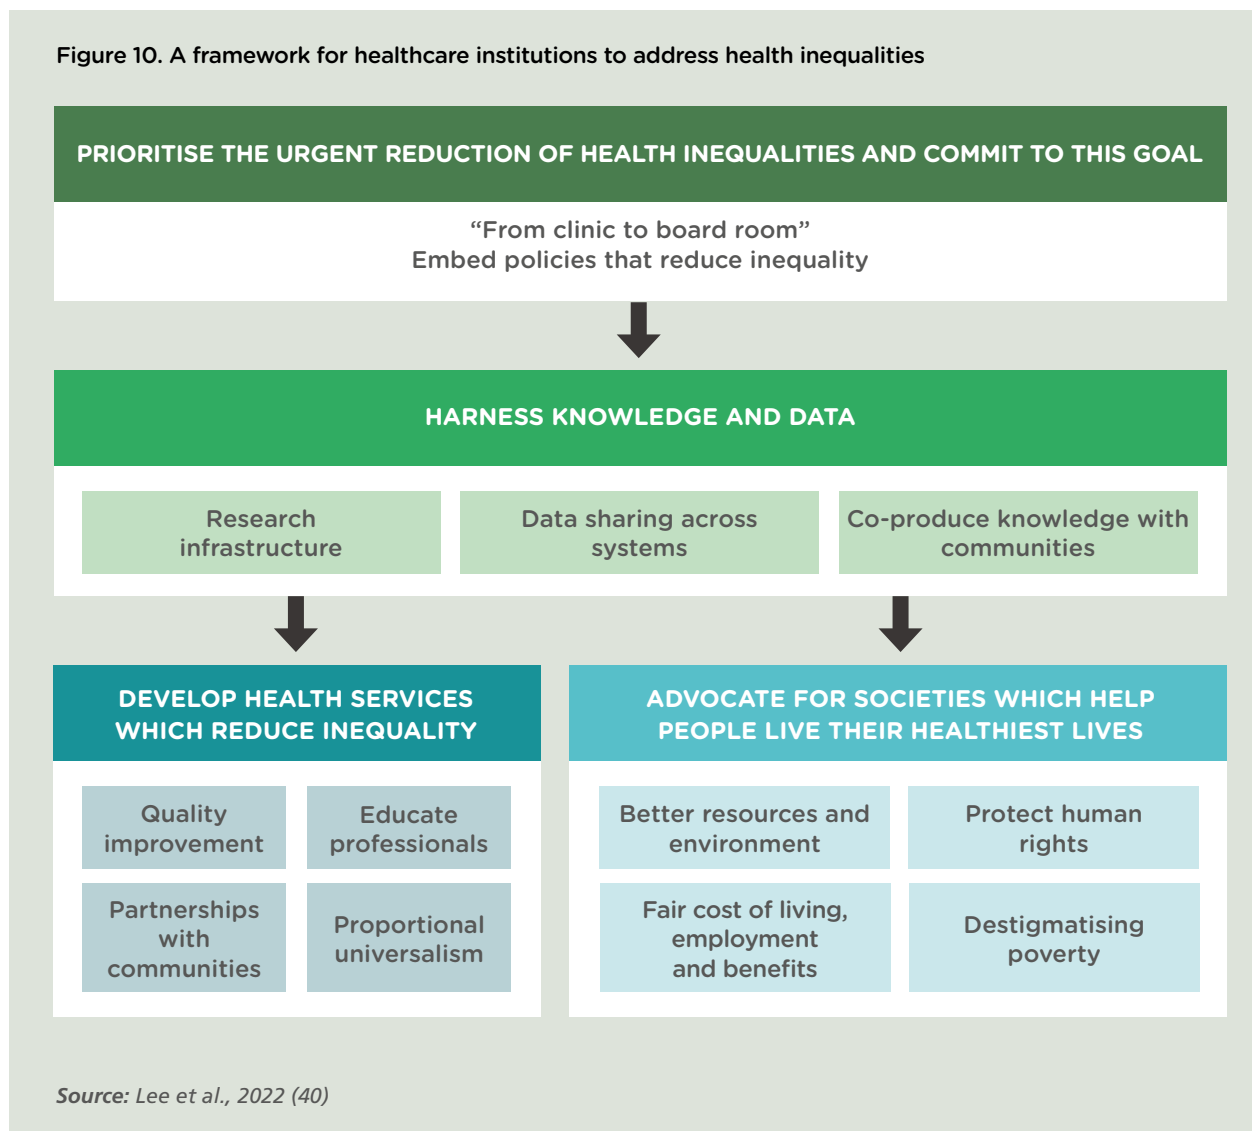 Figure 10. A framework for healthcare institutions to address health inequalities
PRIORITISE THE URGENT REDUCTION OF HEALTH INEQUALITIES AND COMMIT TO THIS GOAL
“From clinic to board room”
Embed policies that reduce inequality
HARNESS KNOWLEDGE AND DATA
Research
infrastructure
Data sharing across
systems
Co-produce knowledge with
communities
DEVELOP HEALTH SERVICES
WHICH REDUCE INEQUALITY
Quality
improvement
Educate
professionals
Partnerships
with
communities
Proportional
universalism
ADVOCATE FOR SOCIETIES WHICH HELP
PEOPLE LIVE THEIR HEALTHIEST LIVES
Better resources and
environment
Protect human
rights
Fair cost of living,
employment
and benefits
Destigmatising
poverty
Source: Lee et al., 2022 (40)